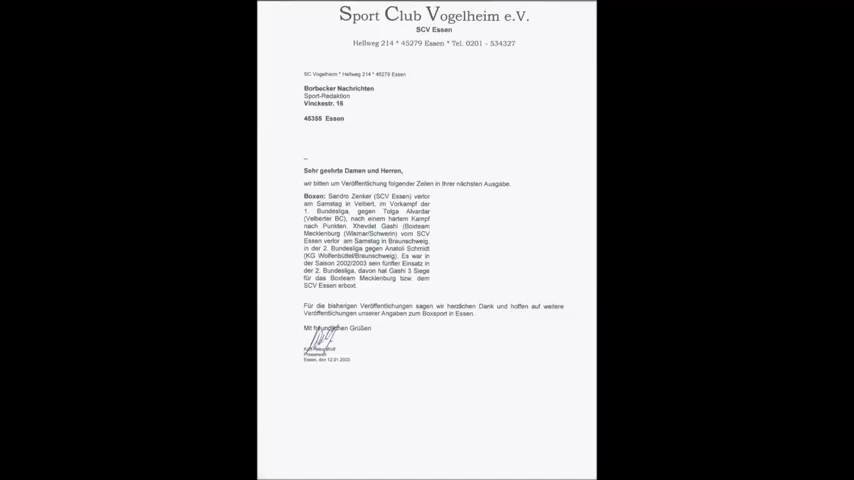 Sport Club Vogelheim e.V.
SCV Essen
Hellweg 214 * 45279 Essen * Tel. 0201 - 534327
SC Vogelheim * Hellweg 214 * 45279 Essen
Borbecker Nachrichten
Sport-Redaktion
Vinckestr. 16
45355 Essen
Sehr geehrte Damen und Herren,
wir bitten um Veröffentlichung folgender Zeilen in Ihrer nächsten Ausgabe.
Boxen: Sandro Zenker (SCV Essen) verlor
am Samstag in Velbert, im Vorkampf der
1. Bundesliga, gegen Tolga Alvardar
(Velberter BC), nach einem hartem Kampf
nach Punkten. Xhevdet Gashi (Boxteam
Mecklenburg (Wismar/Schwerin) vom SCV
Essen verlor am Samstag in Braunschweig,
in der 2. Bundesliga gegen Anatoli Schmidt
(KG Wolfenbüttel/Braunschweig). Es war in
der Saison 2002/2003 sein fünfter Einsatz in
der 2. Bundesliga, davon hat Gashi 3 Siege
für das Boxteam Mecklenburg bzw. dem
SCV Essen erboxt.
Für die bisherigen Veröffentlichungen sagen wir herzlichen Dank und hoffen auf weitere
Veröffentlichungen unserer Angaben zum Boxsport in Essen.
Mit freundlichen Grüßen
Pressewart
Essen, den 12.01.2003